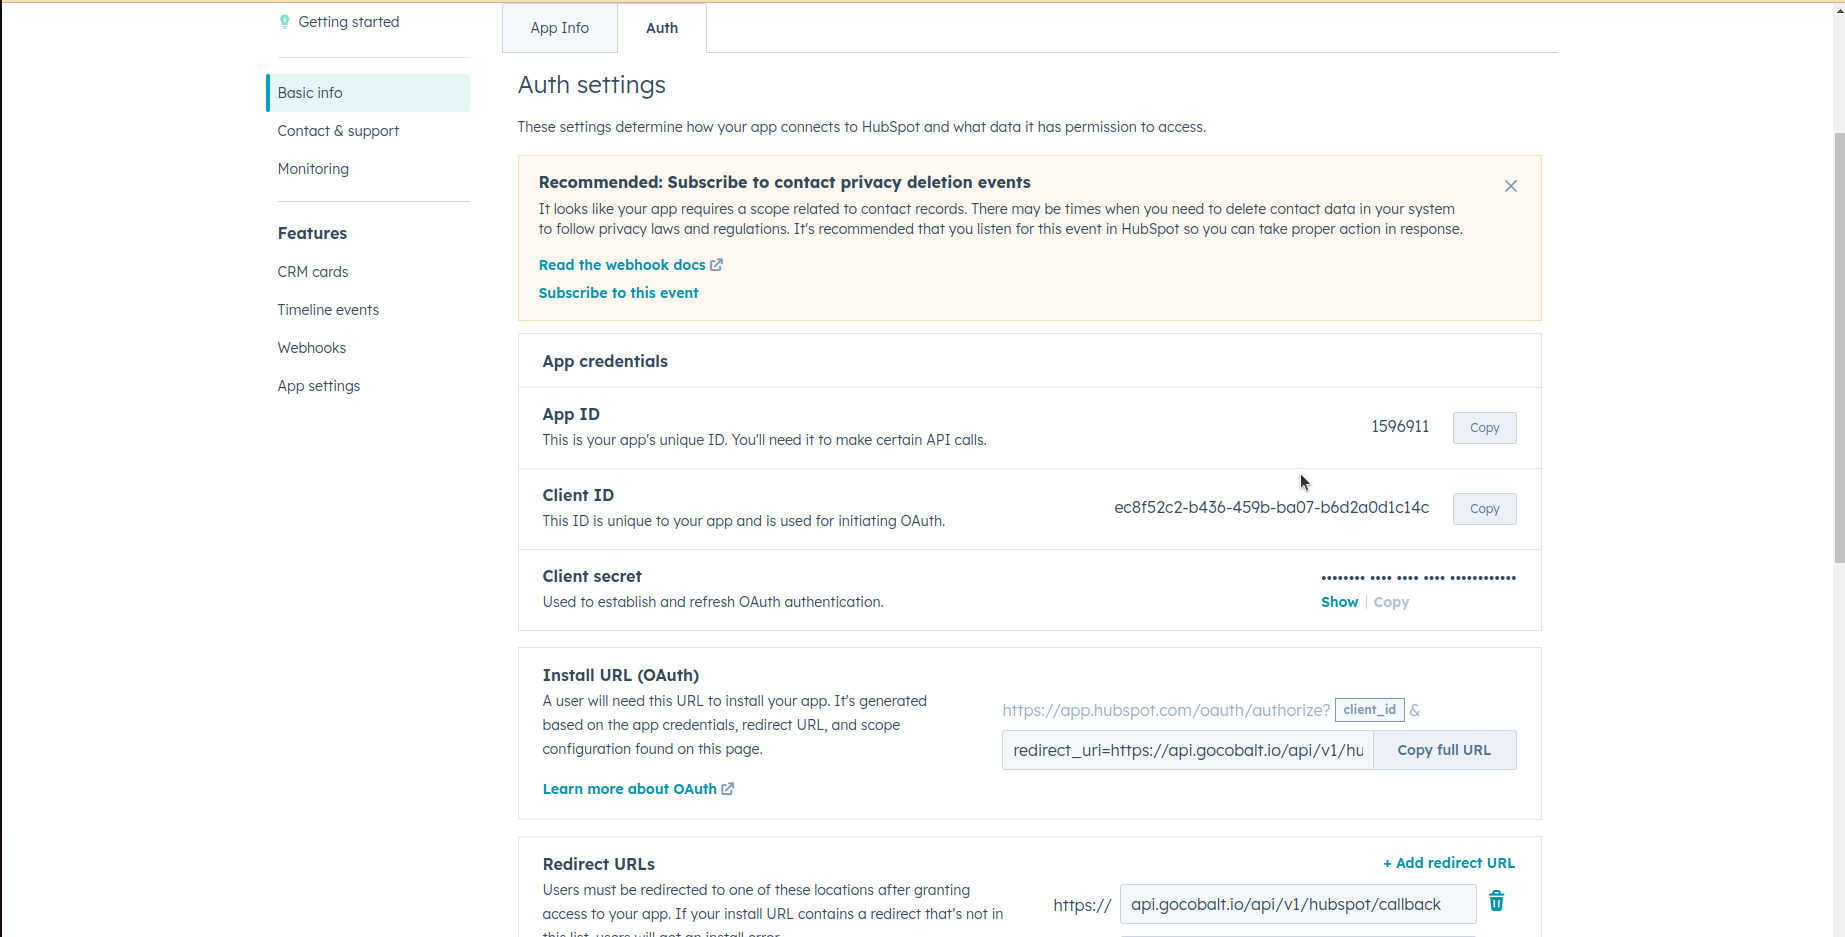 Getting started
Basic info
Contact & support
Monitoring
Features
CRM cards
Timeline events
Webhooks
App settings
App Info
Auth
Auth settings
These settings determine how your app connects to HubSpot and what data it has permission to access.
Recommended: Subscribe to contact privacy deletion events
It looks like your app requires a scope related to contact records. There may be times when you need to delete contact data in your system
to follow privacy laws and regulations. It's recommended that you listen for this event in HubSpot so you can take proper action in response.
Read the webhook docs
Subscribe to this event
App credentials
App ID
This is your app's unique ID. You'll need it to make certain API calls.
1596911
Copy
Client ID
This ID is unique to your app and is used for initiating OAuth.
ec8f52c2-b436-459b-ba07-b6d2a0d1c14c
Copy
Client secret
Used to establish and refresh OAuth authentication.
•••••••• •••• •••• •••• ••••••••••••
Show | Copy
Install URL (OAuth)
A user will need this URL to install your app. It's generated
based on the app credentials, redirect URL, and scope
configuration found on this page.
Learn more about OAuth
https://app.hubspot.com/oauth/authorize? client_id &
redirect_uri=https://api.gocobalt.io/api/v1/hu
Copy full URL
Redirect URLs
Users must be redirected to one of these locations after granting
access to your app. If your install URL contains a redirect that's not in
this list, users will get an install error.
+ Add redirect URL
https:// api.gocobalt.io/api/v1/hubspot/callback